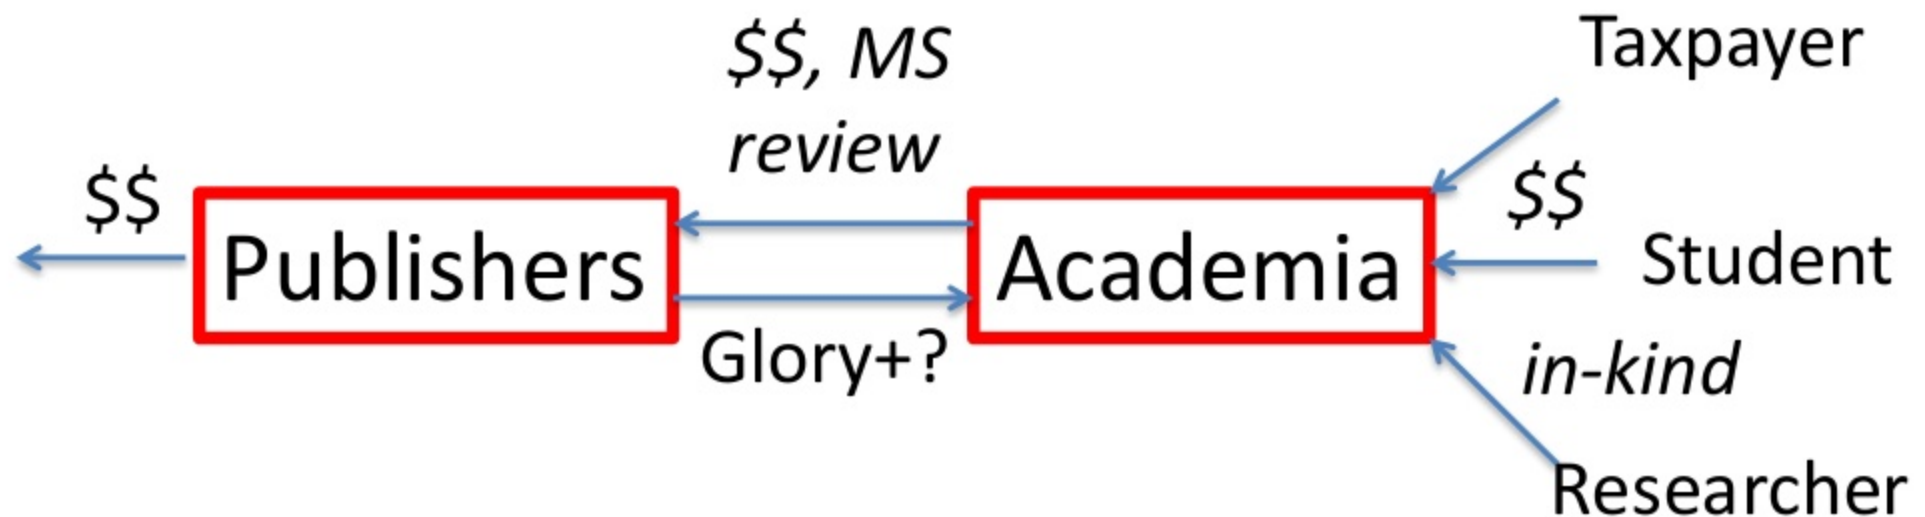 $$
Publishers
$$, MS
review
Glory+?
Academia
Taxpayer
$$
Student
in-kind
Researcher